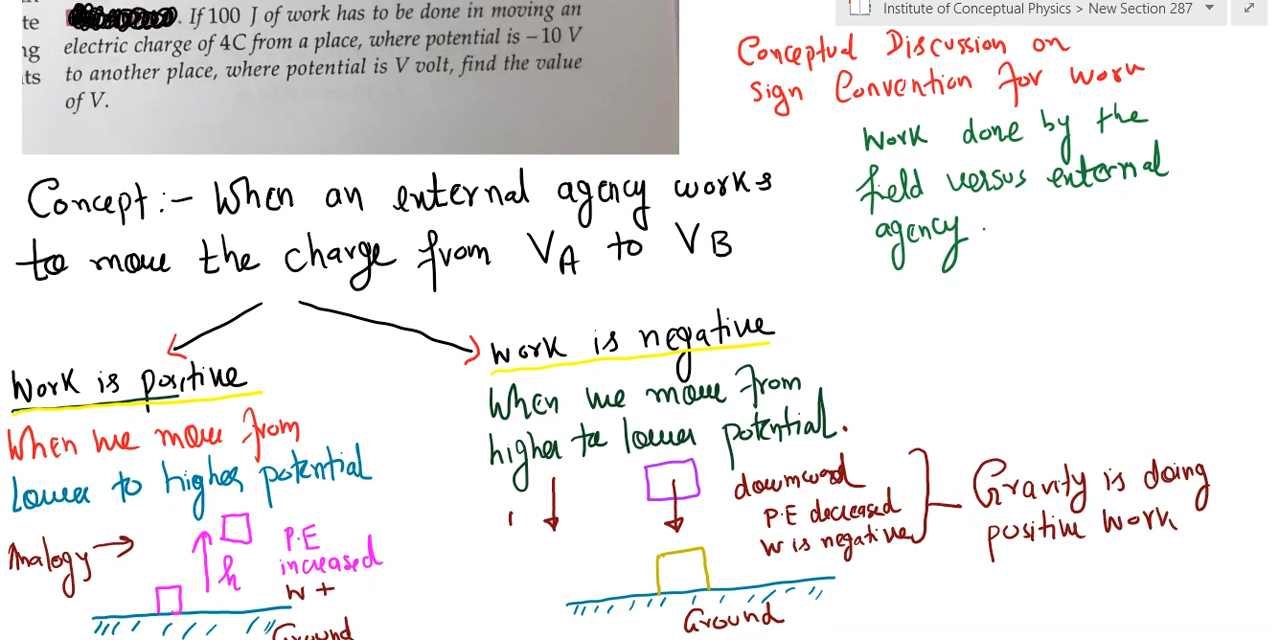 te
ng
ts
. If 100 J of work has to be done in moving an
electric charge of 4C from a place, where potential is – 10 V
to another place, where potential is V volt, find the value
of V.
Institute of Conceptual Physics > New Section 287
Conceptual Discussion on
Sign Convention for work
Work done by the
field versus external
agency.
Concept:- When an external agency works
to move the charge from VA to VB
Work is positive
When we move from
Lower to higher potential
Analogy →
h
P.E
increased
W +
Ground
Work is negative
When we move from
higher to lower potential.
downward
P.E decreased
W is negative
Ground
Gravity is doing
positive work